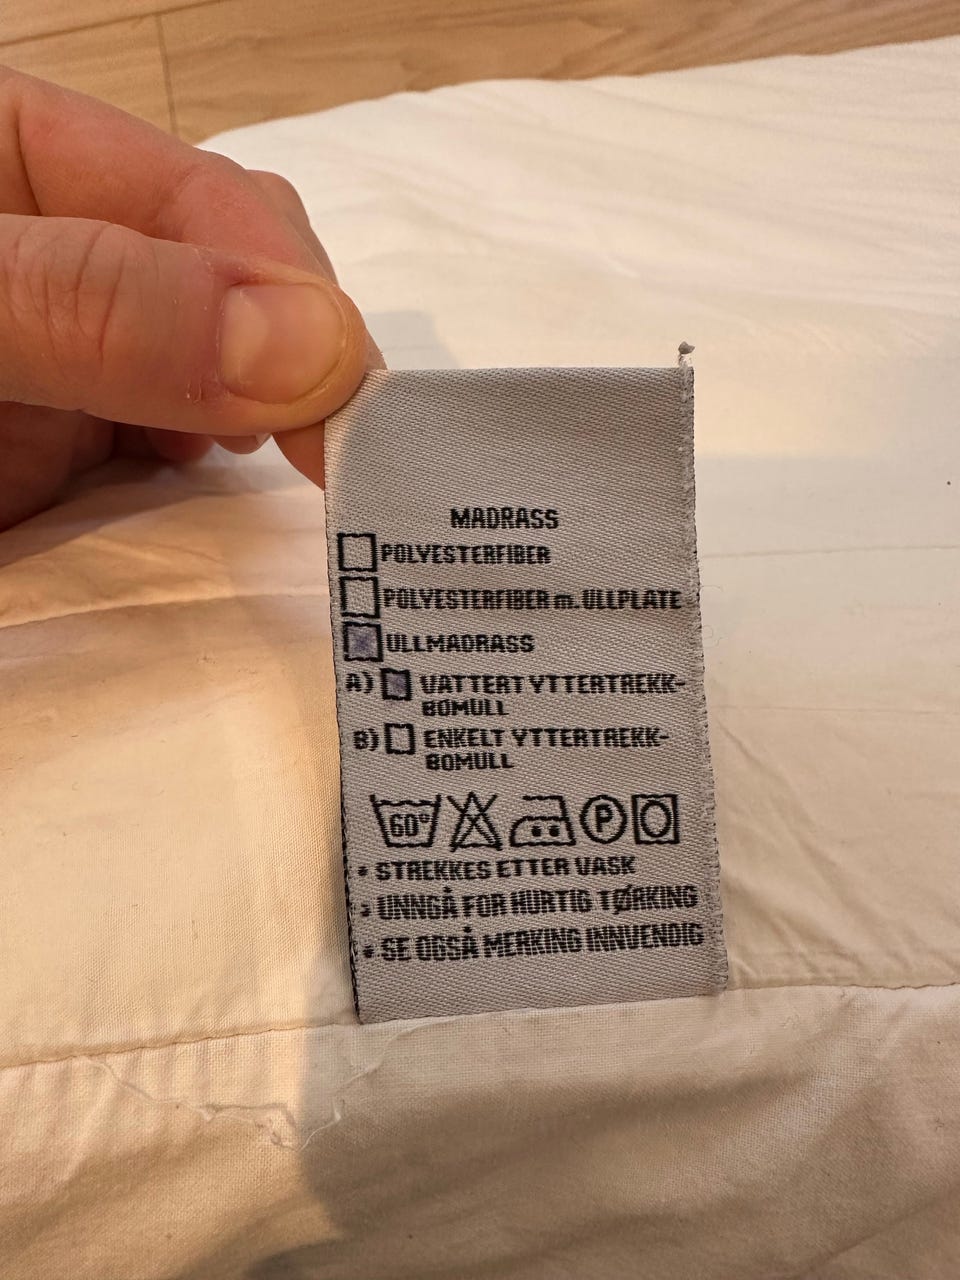 MADRASS
POLYESTERFIBER
POLYESTERFIBER m. ULLPLATE
ULLMADRASS
A) VATTERT YTTERTREKK-
BOMULL
B) ENKELT YTTERTREKK-
BOMULL
60° P
• STREKKES ETTER VASK
• UNNGÅ FOR HURTIG TØRKING
• SE OGSÅ MERKING INNVENDIG